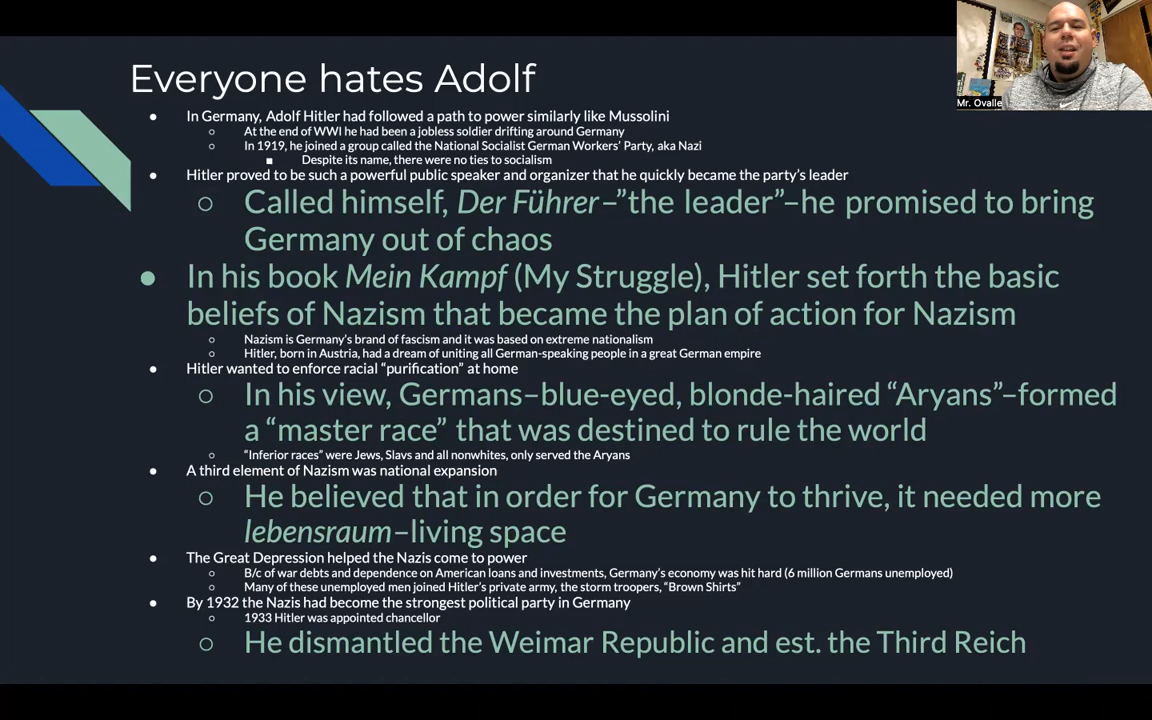 Everyone hates Adolf
Mr. Ovalle
● In Germany, Adolf Hitler had followed a path to power similarly like Mussolini
○ At the end of WWI he had been a jobless soldier drifting around Germany
○ In 1919, he joined a group called the National Socialist German Workers’ Party, aka Nazi
■ Despite its name, there were no ties to socialism
● Hitler proved to be such a powerful public speaker and organizer that he quickly became the party’s leader
○ Called himself, Der Führer–”the leader”–he promised to bring
Germany out of chaos
● In his book Mein Kampf (My Struggle), Hitler set forth the basic
beliefs of Nazism that became the plan of action for Nazism
○ Nazism is Germany’s brand of fascism and it was based on extreme nationalism
○ Hitler, born in Austria, had a dream of uniting all German-speaking people in a great German empire
● Hitler wanted to enforce racial “purification” at home
○ In his view, Germans–blue-eyed, blonde-haired “Aryans”–formed
a “master race” that was destined to rule the world
○ “Inferior races” were Jews, Slavs and all nonwhites, only served the Aryans
● A third element of Nazism was national expansion
○ He believed that in order for Germany to thrive, it needed more
lebensraum–living space
● The Great Depression helped the Nazis come to power
○ B/c of war debts and dependence on American loans and investments, Germany’s economy was hit hard (6 million Germans unemployed)
○ Many of these unemployed men joined Hitler’s private army, the storm troopers, “Brown Shirts”
● By 1932 the Nazis had become the strongest political party in Germany
○ 1933 Hitler was appointed chancellor
○ He dismantled the Weimar Republic and est. the Third Reich